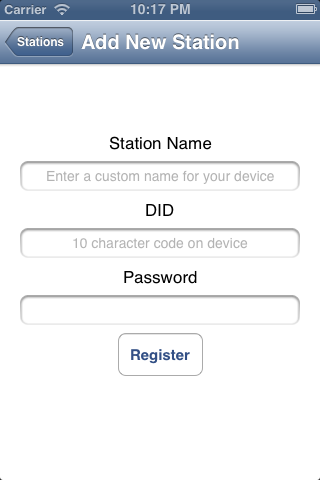 Carrier 10:17 PM
Stations Add New Station
Station Name
Enter a custom name for your device
DID
10 character code on device
Password
Register